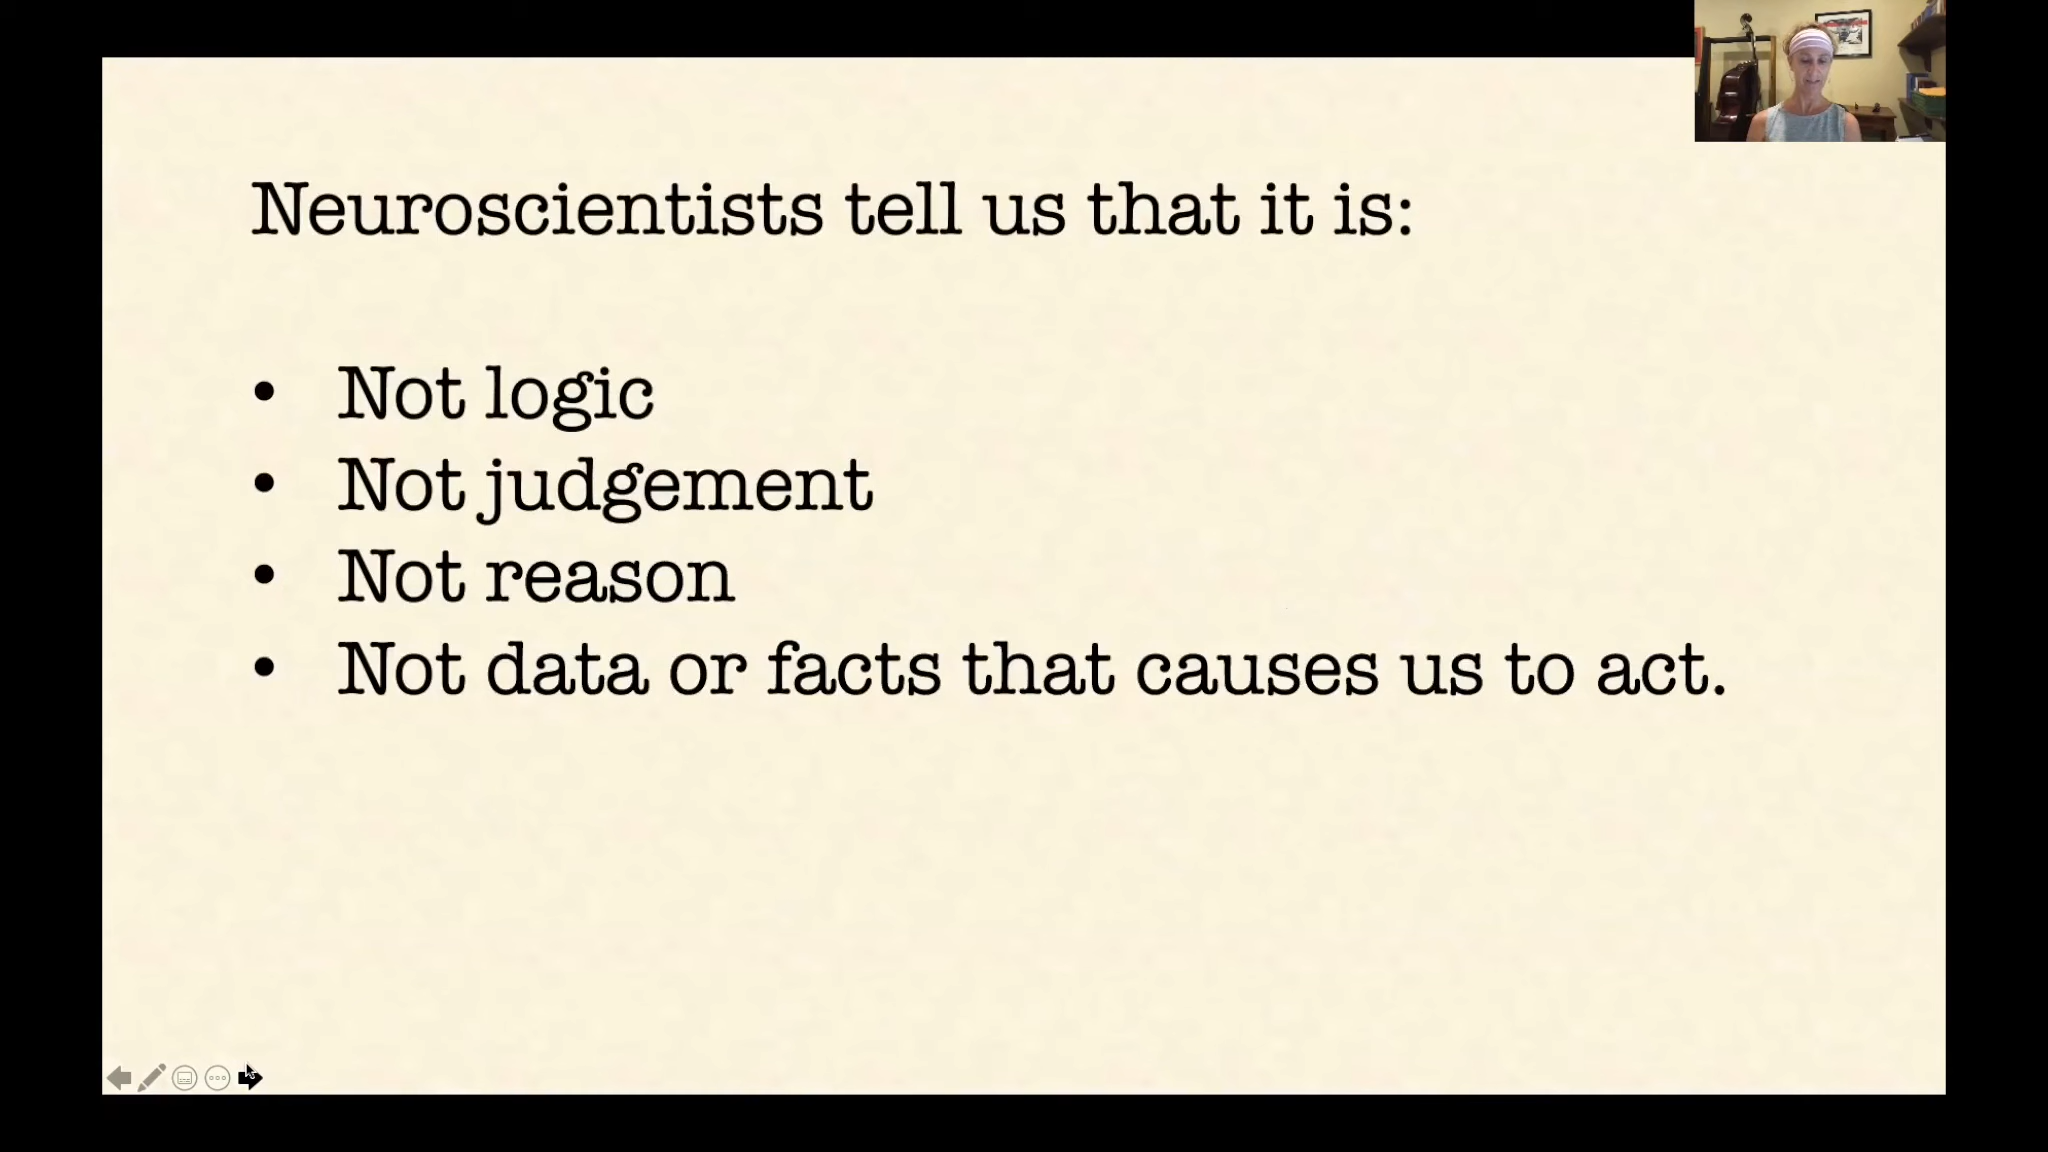 Neuroscientists tell us that it is:
• Not logic
• Not judgement
• Not reason
• Not data or facts that causes us to act.